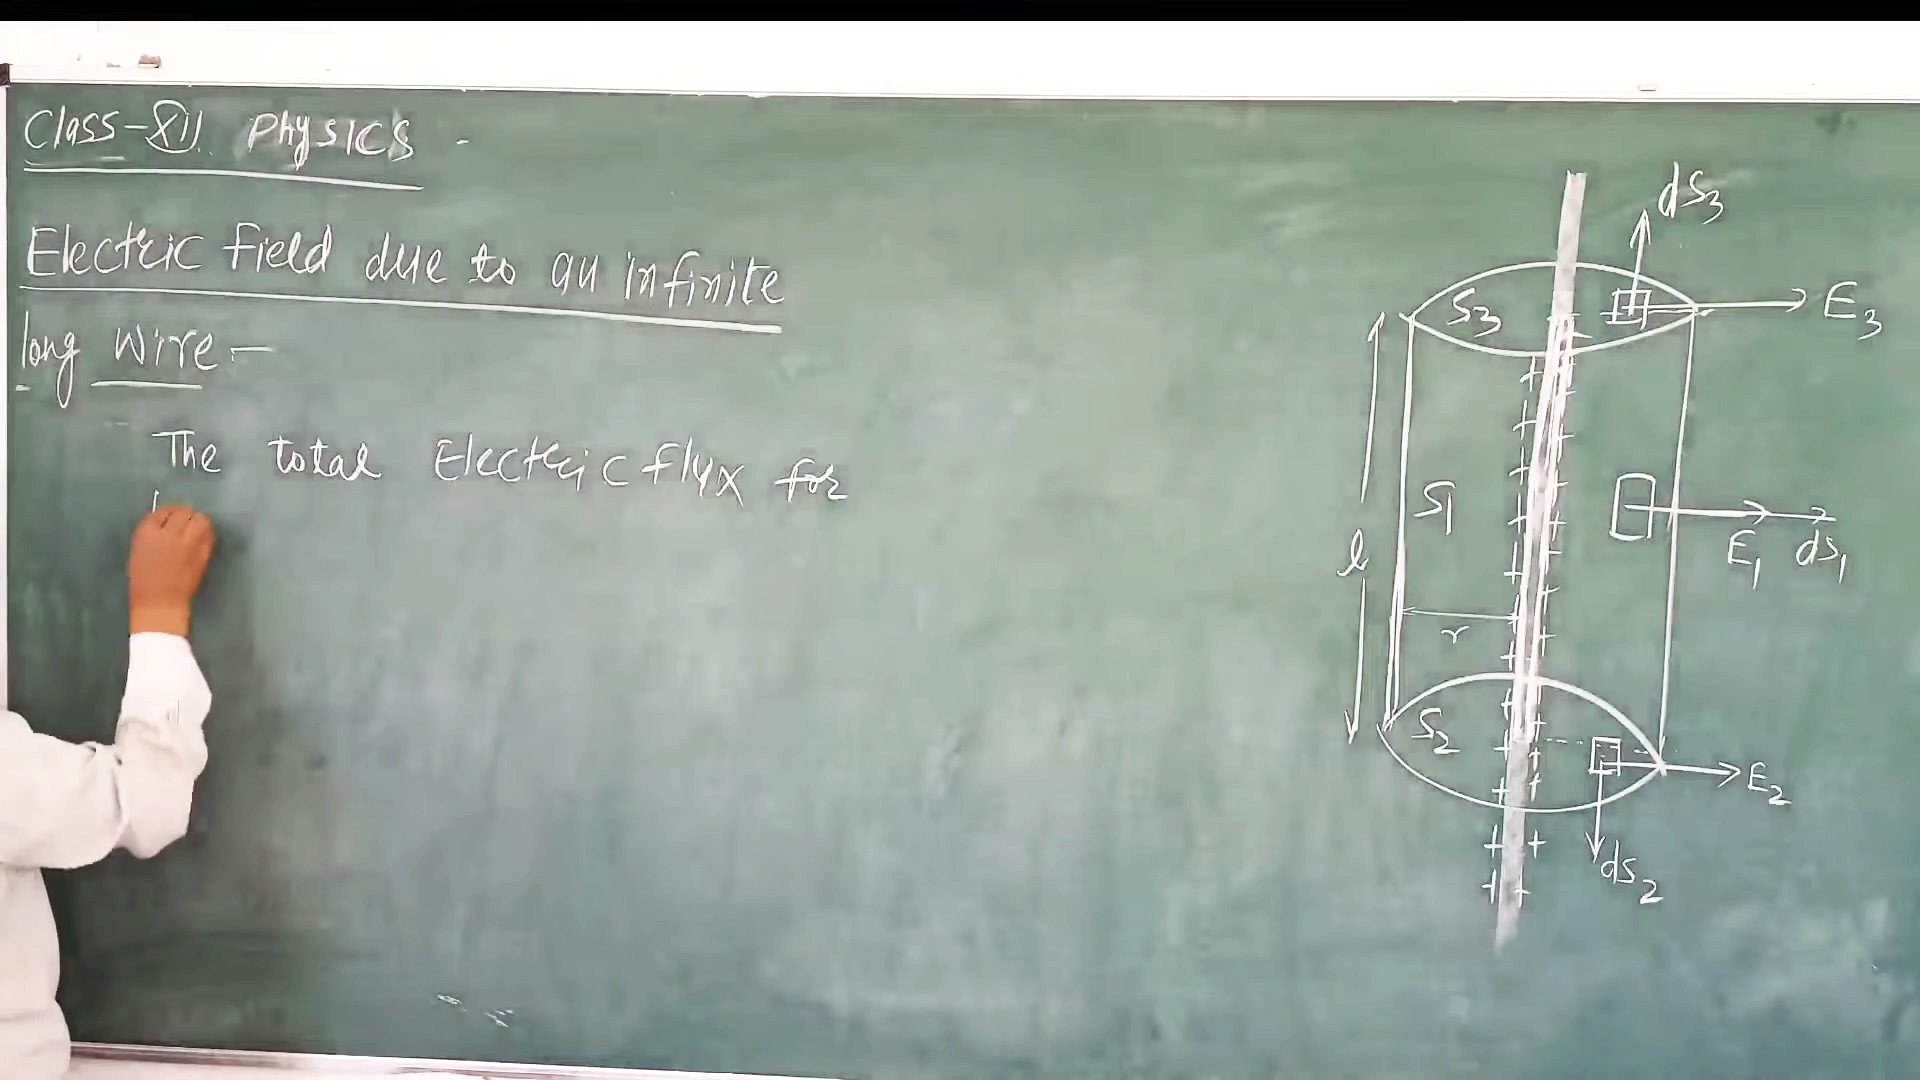 Class-XII Physics
Electric field due to an infinite
long wire:-
The total Electric flux for
dS3
S3
E3
S1
l
E1
dS1
r
S2
E2
dS2